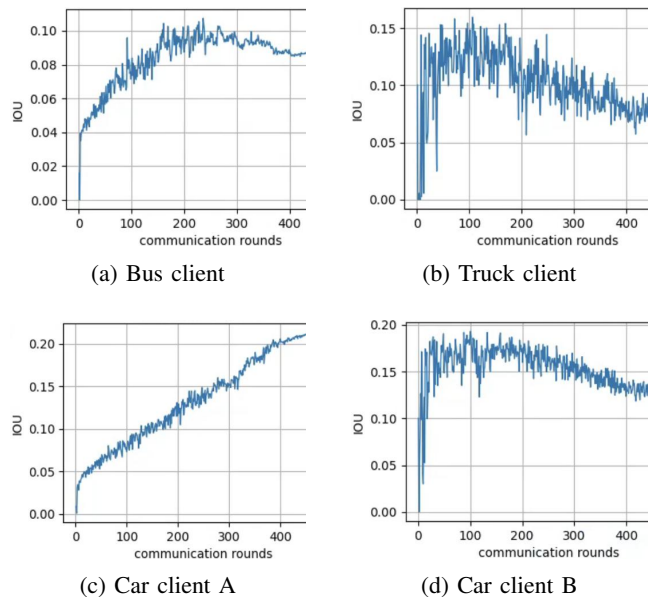 0.10
0.08
0.06
0.04
0.02
0.00
IOU
0 100 200 300 400
communication rounds
(a) Bus client
0.15
0.10
0.05
0.00
IOU
0 100 200 300 400
communication rounds
(b) Truck client
0.20
0.15
0.10
0.05
0.00
IOU
0 100 200 300 400
communication rounds
(c) Car client A
0.20
0.15
0.10
0.05
0.00
IOU
0 100 200 300 400
communication rounds
(d) Car client B